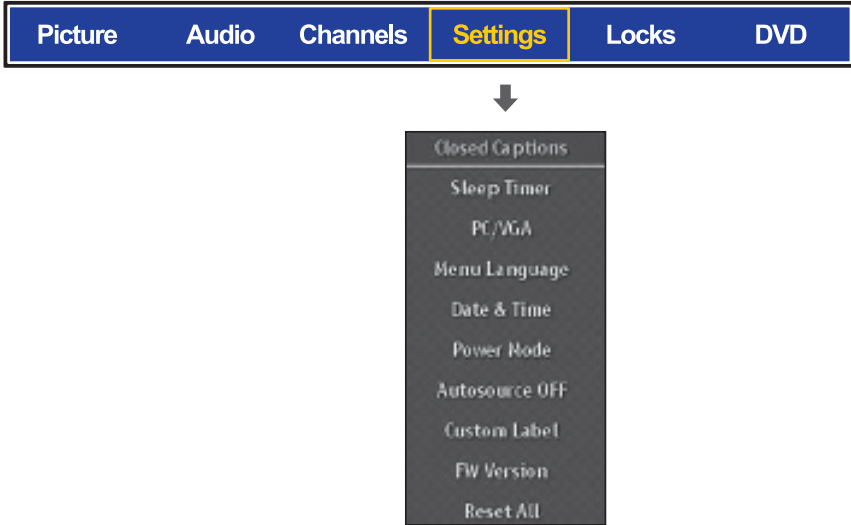 Picture Audio Channels Settings Locks DVD
Closed Captions
Sleep Timer
PC/VGA
Menu Language
Date & Time
Power Mode
Autosource OFF
Custom Label
FW Version
Reset All